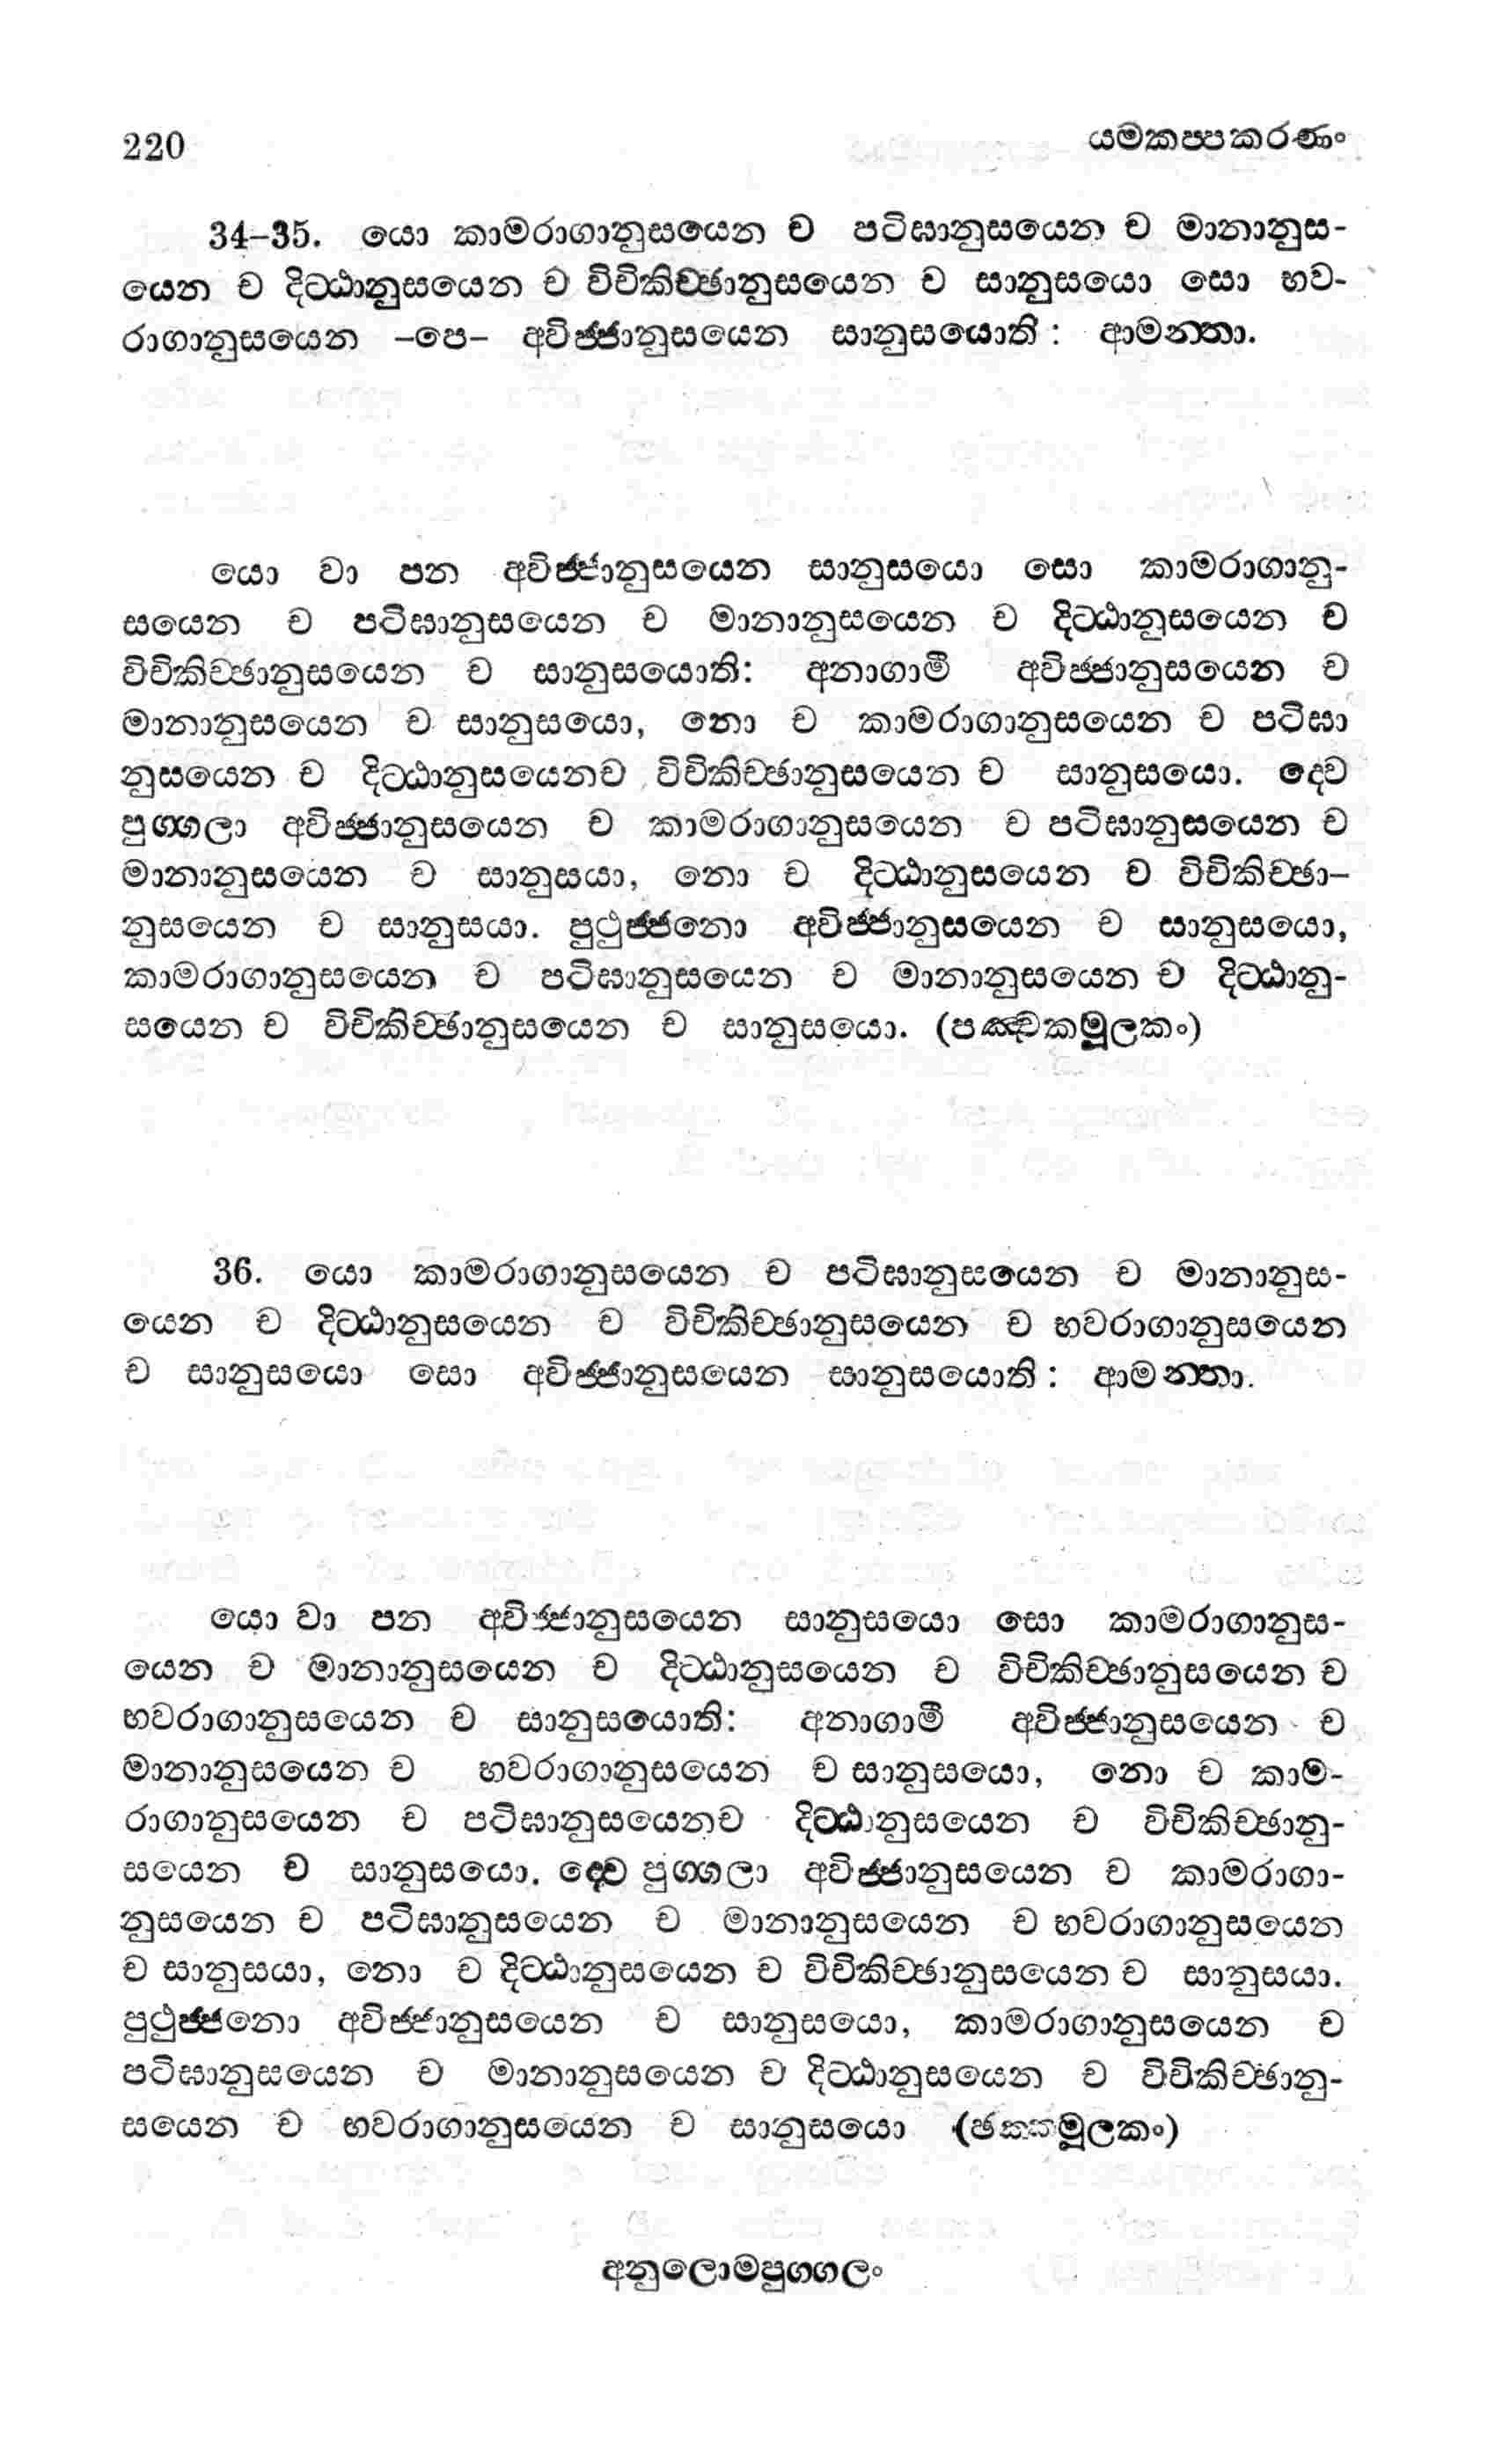 220 යමකප්පකරණං
34–35. යො කාමරාගානුසයෙන ච පටිඝානුසයෙන ච මානානුස-
යෙන ච දිට්ඨානුසයෙන ච විචිකිච්ඡානුසයෙන ච සානුසයො සො භව-
රාගානුසයෙන –පෙ– අවිජ්ජානුසයෙන සානුසයොති: ආමන්තා.
යො වා පන අවිජ්ජානුසයෙන සානුසයො සො කාමරාගානු-
සයෙන ච පටිඝානුසයෙන ච මානානුසයෙන ච දිට්ඨානුසයෙන ච
විචිකිච්ඡානුසයෙන ච සානුසයොති: අනාගාමී අවිජ්ජානුසයෙන ච
මානානුසයෙන ච සානුසයො, නො ච කාමරාගානුසයෙන ච පටිඝා
නුසයෙන ච දිට්ඨානුසයෙනච විචිකිච්ඡානුසයෙන ච සානුසයො. ද්වෙ
පුග්ගලා අවිජ්ජානුසයෙන ච කාමරාගානුසයෙන ච පටිඝානුසයෙන ච
මානානුසයෙන ච සානුසයා, නො ච දිට්ඨානුසයෙන ච විචිකිච්ඡා–
නුසයෙන ච සානුසයා. පුථුජ්ජනො අවිජ්ජානුසයෙන ච සානුසයො,
කාමරාගානුසයෙන ච පටිඝානුසයෙන ච මානානුසයෙන ච දිට්ඨානු-
සයෙන ච විචිකිච්ඡානුසයෙන ච සානුසයො. (පඤ්චකමූලකං)
36. යො කාමරාගානුසයෙන ච පටිඝානුසයෙන ච මානානුස-
යෙන ච දිට්ඨානුසයෙන ච විචිකිච්ඡානුසයෙන ච භවරාගානුසයෙන
ච සානුසයො සො අවිජ්ජානුසයෙන සානුසයොති: ආමන්තා.
යො වා පන අවිජ්ජානුසයෙන සානුසයො සො කාමරාගානුස-
යෙන ච මානානුසයෙන ච දිට්ඨානුසයෙන ච විචිකිච්ඡානුසයෙන ච
භවරාගානුසයෙන ච සානුසයොති: අනාගාමී අවිජ්ජානුසයෙන ච
මානානුසයෙන ච භවරාගානුසයෙන ච සානුසයො, නො ච කාම-
රාගානුසයෙන ච පටිඝානුසයෙනච දිට්ඨානුසයෙන ච විචිකිච්ඡානු-
සයෙන ච සානුසයො. ද්වෙ පුග්ගලා අවිජ්ජානුසයෙන ච කාමරාගා-
නුසයෙන ච පටිඝානුසයෙන ච මානානුසයෙන ච භවරාගානුසයෙන
ච සානුසයා, නො ච දිට්ඨානුසයෙන ච විචිකිච්ඡානුසයෙන ච සානුසයා.
පුථුජ්ජනො අවිජ්ජානුසයෙන ච සානුසයො, කාමරාගානුසයෙන ච
පටිඝානුසයෙන ච මානානුසයෙන ච දිට්ඨානුසයෙන ච විචිකිච්ඡානු-
සයෙන ච භවරාගානුසයෙන ච සානුසයො (ඡක්කමූලකං)
අනුලොමපුග්ගලං